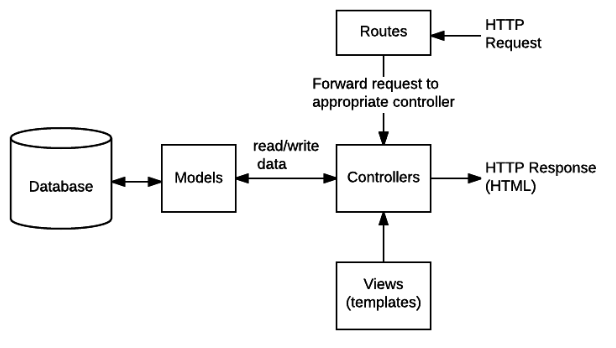 Routes
HTTP
Request
Forward request to
appropriate controller
read/write
data
Database
Models
Controllers
HTTP Response
(HTML)
Views
(templates)